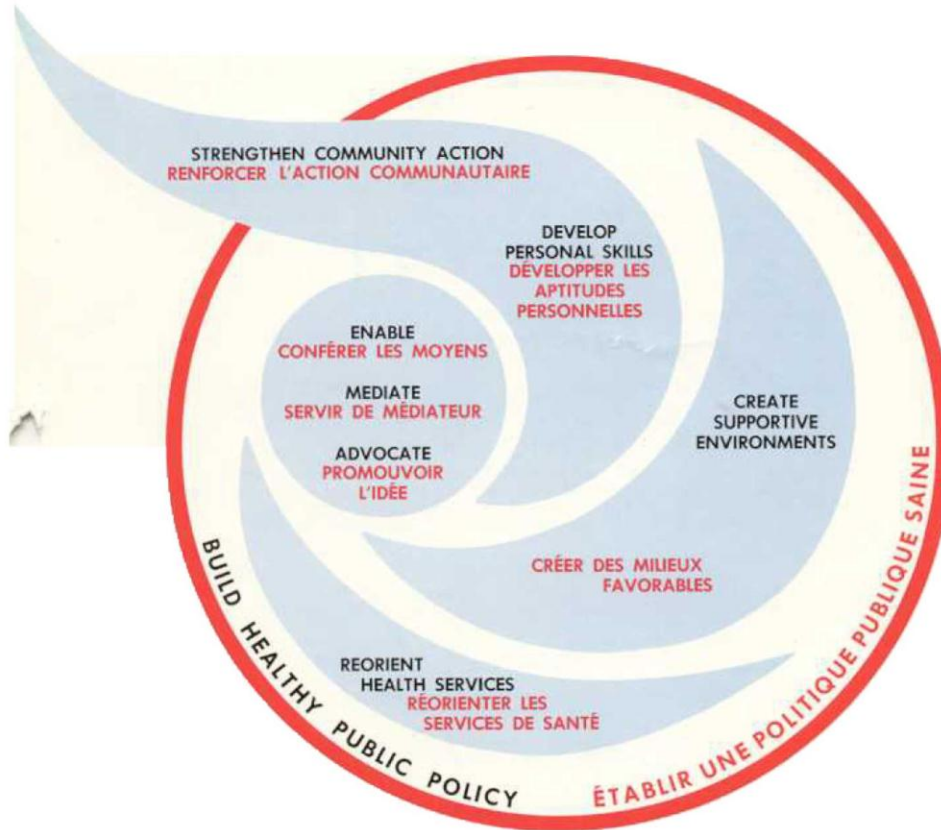 STRENGTHEN COMMUNITY ACTION
RENFORCER L'ACTION COMMUNAUTAIRE
DEVELOP
PERSONAL SKILLS
DÉVELOPPER LES
APTITUDES
PERSONNELLES
ENABLE
CONFÉRER LES MOYENS
MEDIATE
SERVIR DE MÉDIATEUR
ADVOCATE
PROMOUVOIR
L'IDÉE
CREATE
SUPPORTIVE
ENVIRONMENTS
CRÉER DES MILIEUX
FAVORABLES
REORIENT
HEALTH SERVICES
RÉORIENTER LES
SERVICES DE SANTÉ
BUILD HEALTHY PUBLIC POLICY
ÉTABLIR UNE POLITIQUE PUBLIQUE SAINE